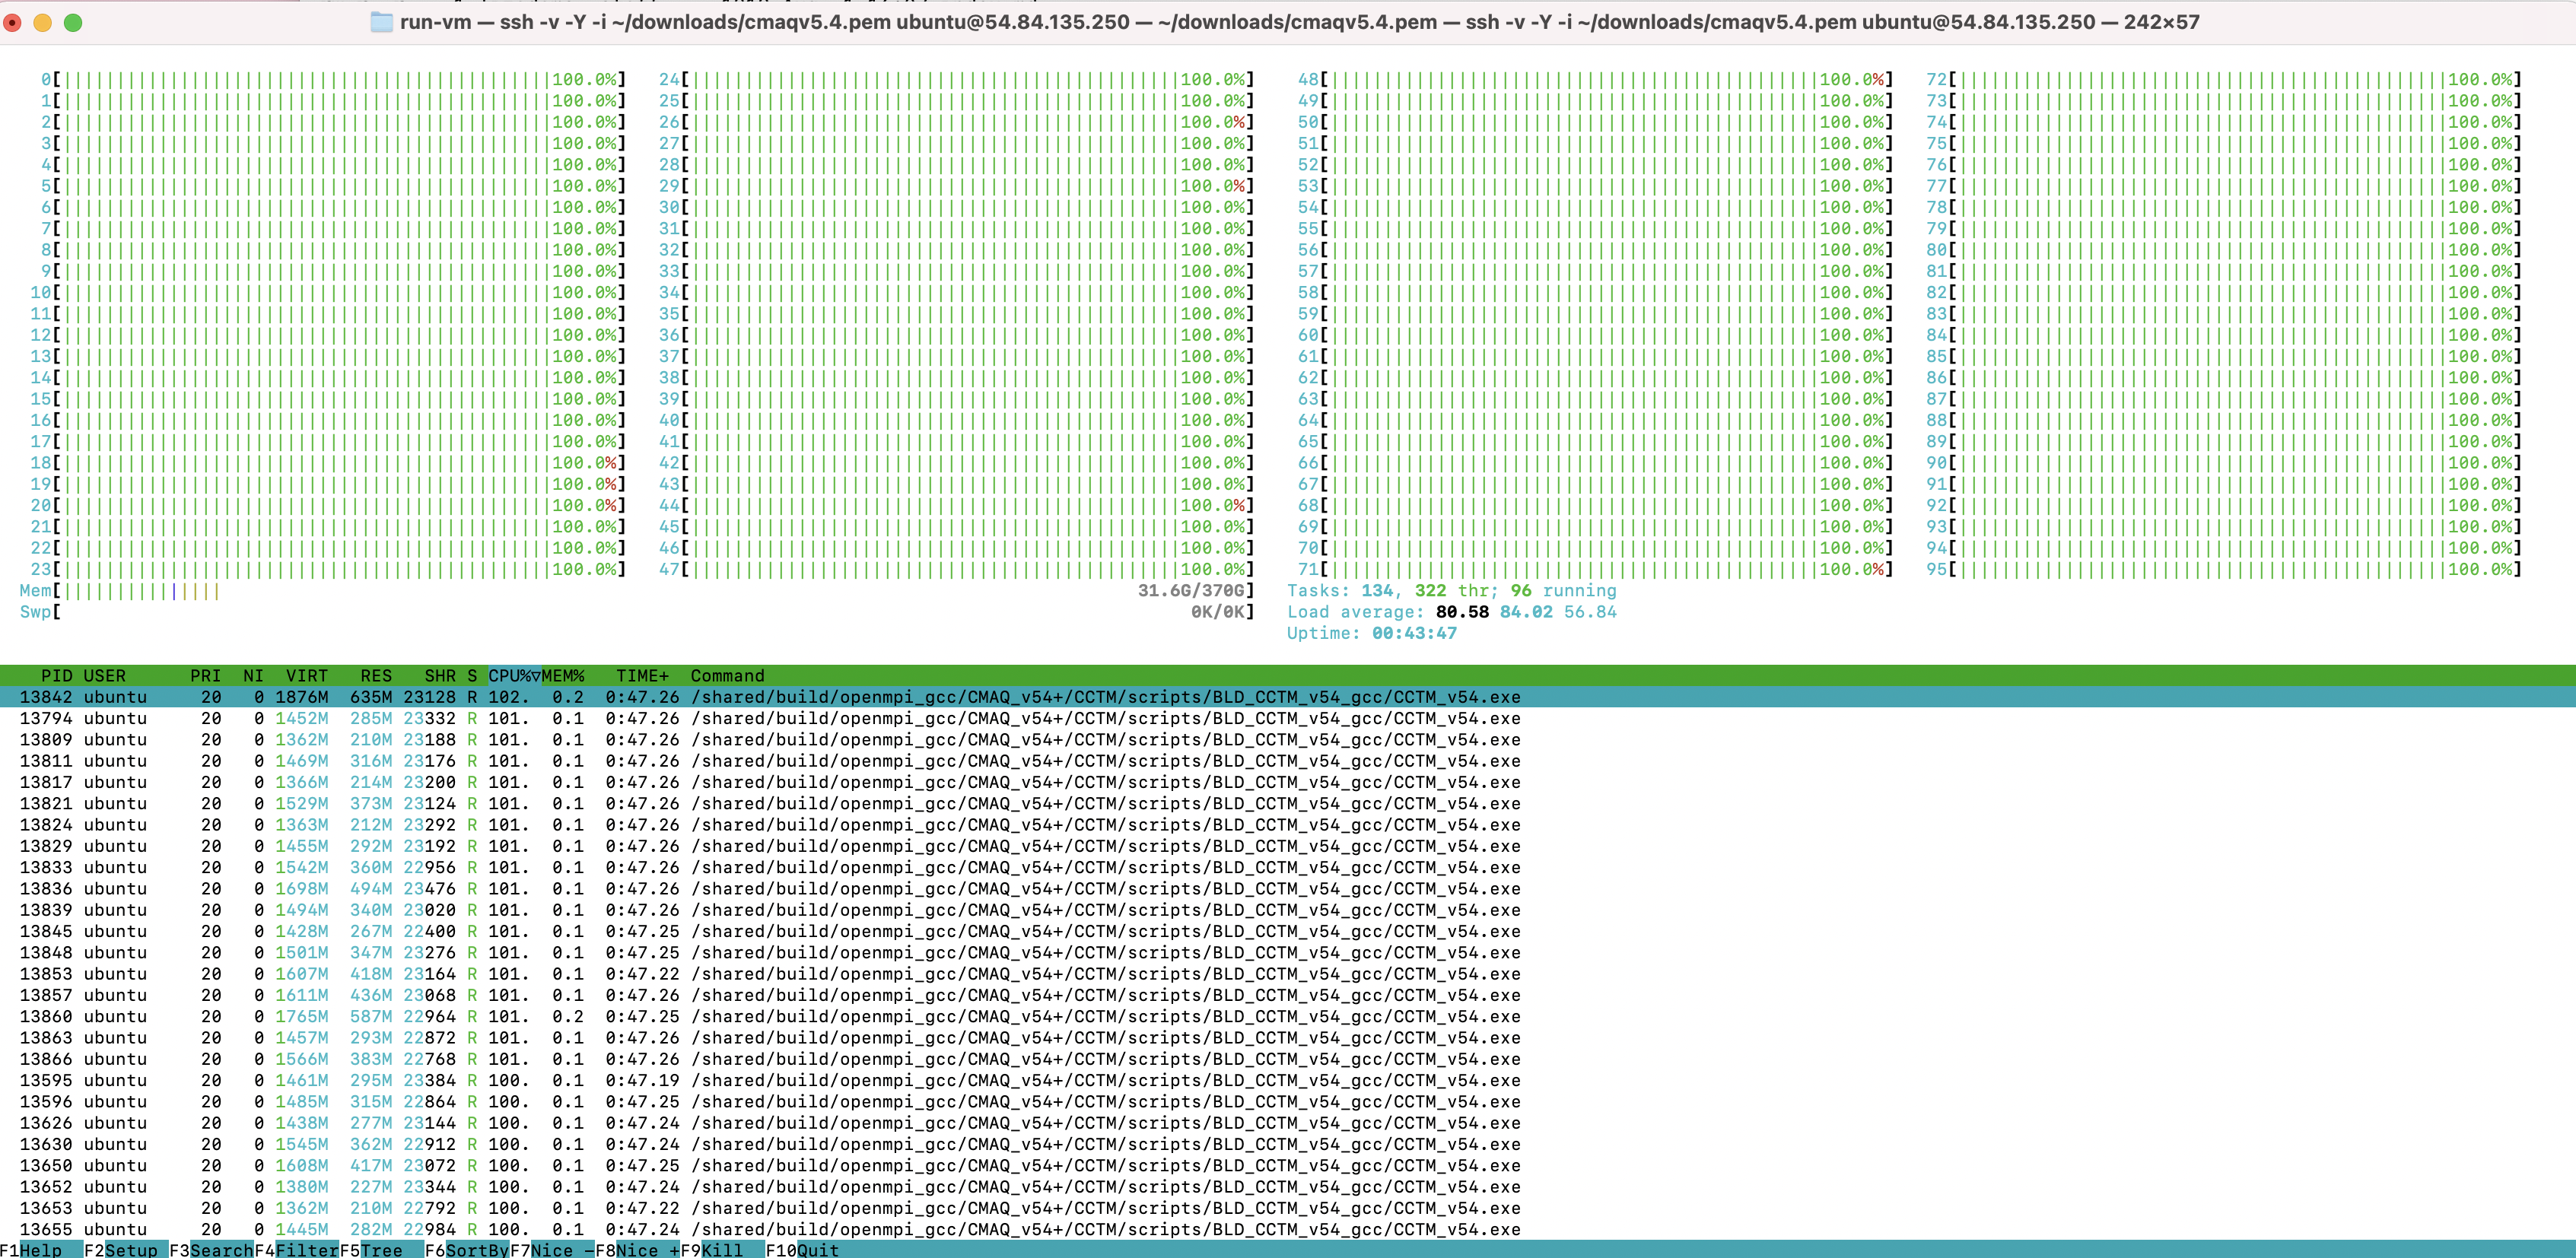 run-vm — ssh -v -Y -i ~/downloads/cmaqv5.4.pem ubuntu@54.84.135.250 — ~/downloads/cmaqv5.4.pem — ssh -v -Y -i ~/downloads/cmaqv5.4.pem ubuntu@54.84.135.250 — 242×57
0[100.0%] 24[100.0%] 48[100.0%] 72[100.0%]
1[100.0%] 25[100.0%] 49[100.0%] 73[100.0%]
2[100.0%] 26[100.0%] 50[100.0%] 74[100.0%]
3[100.0%] 27[100.0%] 51[100.0%] 75[100.0%]
4[100.0%] 28[100.0%] 52[100.0%] 76[100.0%]
5[100.0%] 29[100.0%] 53[100.0%] 77[100.0%]
6[100.0%] 30[100.0%] 54[100.0%] 78[100.0%]
7[100.0%] 31[100.0%] 55[100.0%] 79[100.0%]
8[100.0%] 32[100.0%] 56[100.0%] 80[100.0%]
9[100.0%] 33[100.0%] 57[100.0%] 81[100.0%]
10[100.0%] 34[100.0%] 58[100.0%] 82[100.0%]
11[100.0%] 35[100.0%] 59[100.0%] 83[100.0%]
12[100.0%] 36[100.0%] 60[100.0%] 84[100.0%]
13[100.0%] 37[100.0%] 61[100.0%] 85[100.0%]
14[100.0%] 38[100.0%] 62[100.0%] 86[100.0%]
15[100.0%] 39[100.0%] 63[100.0%] 87[100.0%]
16[100.0%] 40[100.0%] 64[100.0%] 88[100.0%]
17[100.0%] 41[100.0%] 65[100.0%] 89[100.0%]
18[100.0%] 42[100.0%] 66[100.0%] 90[100.0%]
19[100.0%] 43[100.0%] 67[100.0%] 91[100.0%]
20[100.0%] 44[100.0%] 68[100.0%] 92[100.0%]
21[100.0%] 45[100.0%] 69[100.0%] 93[100.0%]
22[100.0%] 46[100.0%] 70[100.0%] 94[100.0%]
23[100.0%] 47[100.0%] 71[100.0%] 95[100.0%]
Mem[31.6G/370G] Tasks: 134, 322 thr; 96 running
Swp[0K/0K] Load average: 80.58 84.02 56.84
Uptime: 00:43:47
PID USER PRI NI VIRT RES SHR S CPU%▽MEM% TIME+ Command
13842 ubuntu 20 0 1876M 635M 23128 R 102. 0.2 0:47.26 /shared/build/openmpi_gcc/CMAQ_v54+/CCTM/scripts/BLD_CCTM_v54_gcc/CCTM_v54.exe
13794 ubuntu 20 0 1452M 285M 23332 R 101. 0.1 0:47.26 /shared/build/openmpi_gcc/CMAQ_v54+/CCTM/scripts/BLD_CCTM_v54_gcc/CCTM_v54.exe
13809 ubuntu 20 0 1362M 210M 23188 R 101. 0.1 0:47.26 /shared/build/openmpi_gcc/CMAQ_v54+/CCTM/scripts/BLD_CCTM_v54_gcc/CCTM_v54.exe
13811 ubuntu 20 0 1469M 316M 23176 R 101. 0.1 0:47.26 /shared/build/openmpi_gcc/CMAQ_v54+/CCTM/scripts/BLD_CCTM_v54_gcc/CCTM_v54.exe
13817 ubuntu 20 0 1366M 214M 23200 R 101. 0.1 0:47.26 /shared/build/openmpi_gcc/CMAQ_v54+/CCTM/scripts/BLD_CCTM_v54_gcc/CCTM_v54.exe
13821 ubuntu 20 0 1529M 373M 23124 R 101. 0.1 0:47.26 /shared/build/openmpi_gcc/CMAQ_v54+/CCTM/scripts/BLD_CCTM_v54_gcc/CCTM_v54.exe
13824 ubuntu 20 0 1363M 212M 23292 R 101. 0.1 0:47.26 /shared/build/openmpi_gcc/CMAQ_v54+/CCTM/scripts/BLD_CCTM_v54_gcc/CCTM_v54.exe
13829 ubuntu 20 0 1455M 292M 23192 R 101. 0.1 0:47.26 /shared/build/openmpi_gcc/CMAQ_v54+/CCTM/scripts/BLD_CCTM_v54_gcc/CCTM_v54.exe
13833 ubuntu 20 0 1542M 360M 22956 R 101. 0.1 0:47.26 /shared/build/openmpi_gcc/CMAQ_v54+/CCTM/scripts/BLD_CCTM_v54_gcc/CCTM_v54.exe
13836 ubuntu 20 0 1698M 494M 23476 R 101. 0.1 0:47.26 /shared/build/openmpi_gcc/CMAQ_v54+/CCTM/scripts/BLD_CCTM_v54_gcc/CCTM_v54.exe
13839 ubuntu 20 0 1494M 340M 23020 R 101. 0.1 0:47.26 /shared/build/openmpi_gcc/CMAQ_v54+/CCTM/scripts/BLD_CCTM_v54_gcc/CCTM_v54.exe
13845 ubuntu 20 0 1428M 267M 22400 R 101. 0.1 0:47.25 /shared/build/openmpi_gcc/CMAQ_v54+/CCTM/scripts/BLD_CCTM_v54_gcc/CCTM_v54.exe
13848 ubuntu 20 0 1501M 347M 23276 R 101. 0.1 0:47.25 /shared/build/openmpi_gcc/CMAQ_v54+/CCTM/scripts/BLD_CCTM_v54_gcc/CCTM_v54.exe
13853 ubuntu 20 0 1607M 418M 23164 R 101. 0.1 0:47.22 /shared/build/openmpi_gcc/CMAQ_v54+/CCTM/scripts/BLD_CCTM_v54_gcc/CCTM_v54.exe
13857 ubuntu 20 0 1611M 436M 23068 R 101. 0.1 0:47.26 /shared/build/openmpi_gcc/CMAQ_v54+/CCTM/scripts/BLD_CCTM_v54_gcc/CCTM_v54.exe
13860 ubuntu 20 0 1765M 587M 22964 R 101. 0.2 0:47.25 /shared/build/openmpi_gcc/CMAQ_v54+/CCTM/scripts/BLD_CCTM_v54_gcc/CCTM_v54.exe
13863 ubuntu 20 0 1457M 293M 22872 R 101. 0.1 0:47.26 /shared/build/openmpi_gcc/CMAQ_v54+/CCTM/scripts/BLD_CCTM_v54_gcc/CCTM_v54.exe
13866 ubuntu 20 0 1566M 383M 22768 R 101. 0.1 0:47.26 /shared/build/openmpi_gcc/CMAQ_v54+/CCTM/scripts/BLD_CCTM_v54_gcc/CCTM_v54.exe
13595 ubuntu 20 0 1461M 295M 23384 R 100. 0.1 0:47.19 /shared/build/openmpi_gcc/CMAQ_v54+/CCTM/scripts/BLD_CCTM_v54_gcc/CCTM_v54.exe
13596 ubuntu 20 0 1485M 315M 22864 R 100. 0.1 0:47.25 /shared/build/openmpi_gcc/CMAQ_v54+/CCTM/scripts/BLD_CCTM_v54_gcc/CCTM_v54.exe
13626 ubuntu 20 0 1438M 277M 23144 R 100. 0.1 0:47.24 /shared/build/openmpi_gcc/CMAQ_v54+/CCTM/scripts/BLD_CCTM_v54_gcc/CCTM_v54.exe
13630 ubuntu 20 0 1545M 362M 22912 R 100. 0.1 0:47.24 /shared/build/openmpi_gcc/CMAQ_v54+/CCTM/scripts/BLD_CCTM_v54_gcc/CCTM_v54.exe
13650 ubuntu 20 0 1608M 417M 23072 R 100. 0.1 0:47.25 /shared/build/openmpi_gcc/CMAQ_v54+/CCTM/scripts/BLD_CCTM_v54_gcc/CCTM_v54.exe
13652 ubuntu 20 0 1380M 227M 23344 R 100. 0.1 0:47.24 /shared/build/openmpi_gcc/CMAQ_v54+/CCTM/scripts/BLD_CCTM_v54_gcc/CCTM_v54.exe
13653 ubuntu 20 0 1362M 210M 22792 R 100. 0.1 0:47.22 /shared/build/openmpi_gcc/CMAQ_v54+/CCTM/scripts/BLD_CCTM_v54_gcc/CCTM_v54.exe
13655 ubuntu 20 0 1445M 282M 22984 R 100. 0.1 0:47.24 /shared/build/openmpi_gcc/CMAQ_v54+/CCTM/scripts/BLD_CCTM_v54_gcc/CCTM_v54.exe
F1Help F2Setup F3SearchF4FilterF5Tree F6SortByF7Nice -F8Nice +F9Kill F10Quit